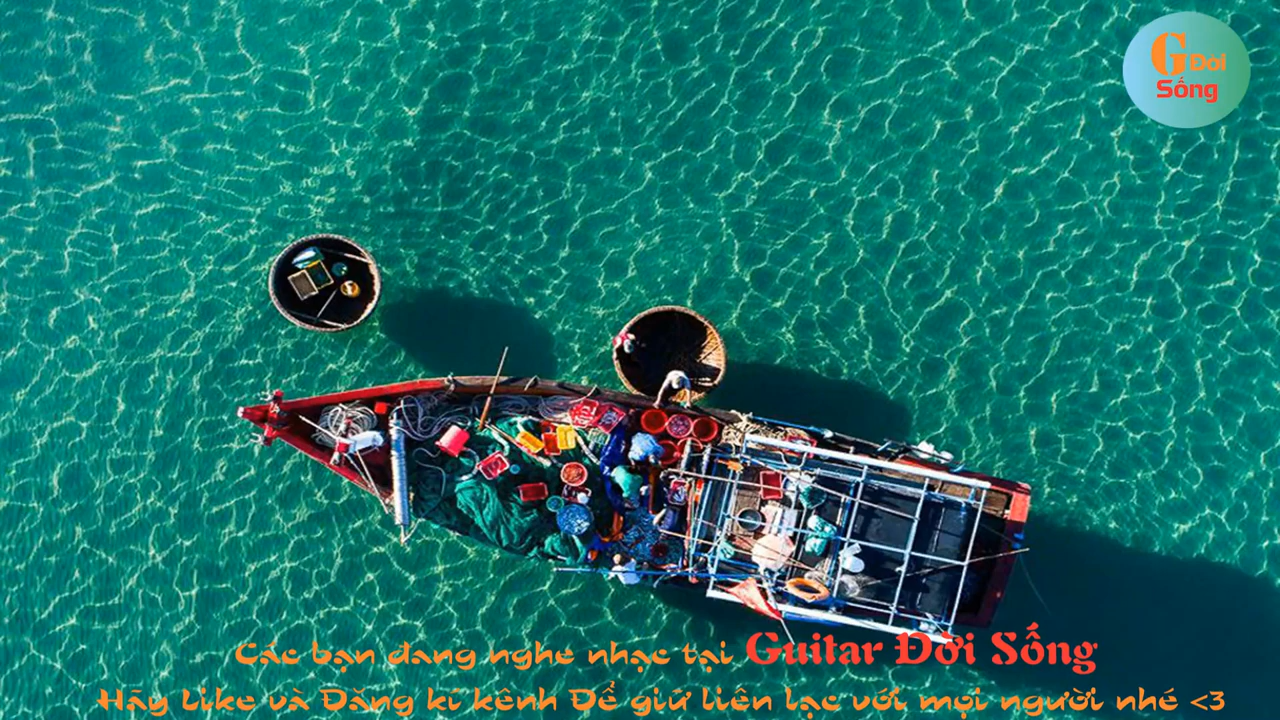 G Đời
Sống
Các bạn đang nghe nhạc tại Guitar Đời Sống
Hãy Like và Đăng kí kênh Để giữ liên lạc với mọi người nhé <3